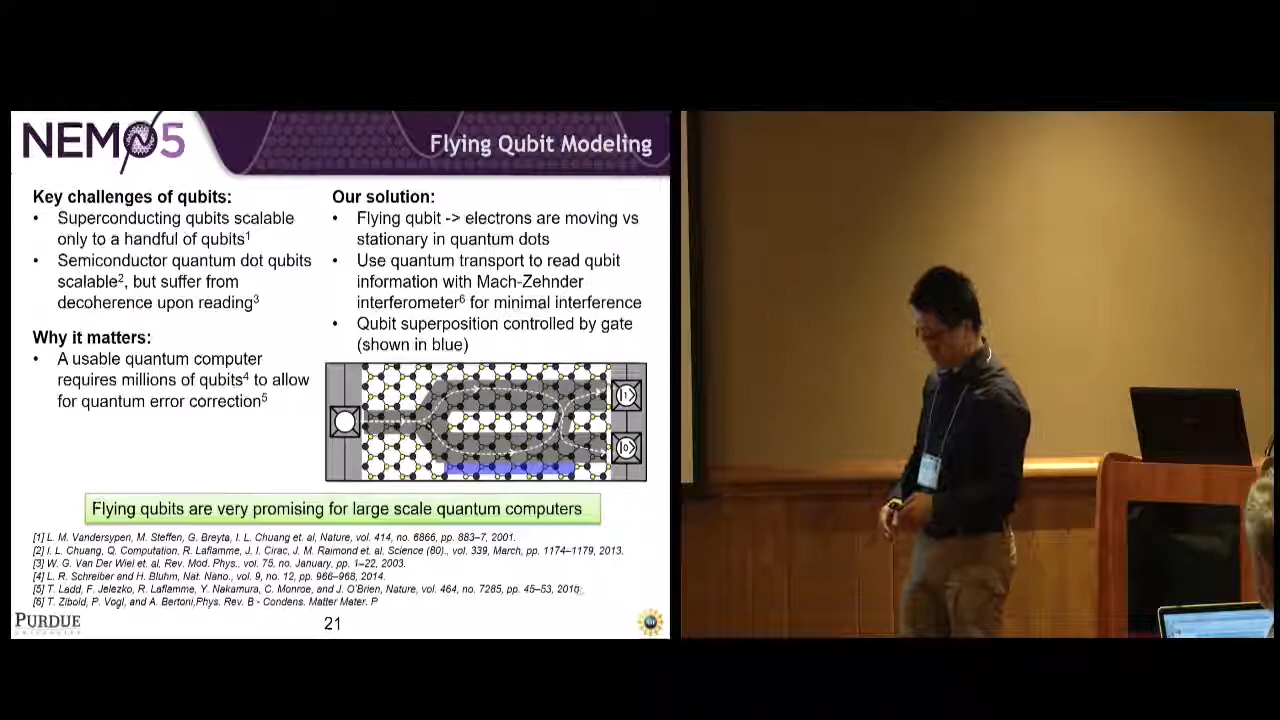 NEMO5
Flying Qubit Modeling
Key challenges of qubits:
• Superconducting qubits scalable
only to a handful of qubits¹
• Semiconductor quantum dot qubits
scalable², but suffer from
decoherence upon reading³
Why it matters:
• A usable quantum computer
requires millions of qubits⁴ to allow
for quantum error correction⁵
Our solution:
• Flying qubit -> electrons are moving vs
stationary in quantum dots
• Use quantum transport to read qubit
information with Mach-Zehnder
interferometer⁶ for minimal interference
• Qubit superposition controlled by gate
(shown in blue)
1
0
Flying qubits are very promising for large scale quantum computers
[1] L. M. Vandersypen, M. Steffen, G. Breyta, I. L. Chuang et. al, Nature, vol. 414, no. 6866, pp. 883–7, 2001.
[2] I. L. Chuang, Q. Computation, R. Laflamme, J. I. Cirac, J. M. Raimond et. al, Science (80)., vol. 339, March, pp. 1174–1179, 2013.
[3] W. G. Van Der Wiel et. al, Rev. Mod. Phys., vol. 75, no. January, pp. 1–22, 2003.
[4] L. R. Schreiber and H. Bluhm, Nat. Nano., vol. 9, no. 12, pp. 966–968, 2014.
[5] T. Ladd, F. Jelezko, R. Laflamme, Y. Nakamura, C. Monroe, and J. O'Brien, Nature, vol. 464, no. 7285, pp. 45–53, 2010.
[6] T. Zibold, P. Vogl, and A. Bertoni,Phys. Rev. B - Condens. Matter Mater. P
PURDUE
UNIVERSITY
21